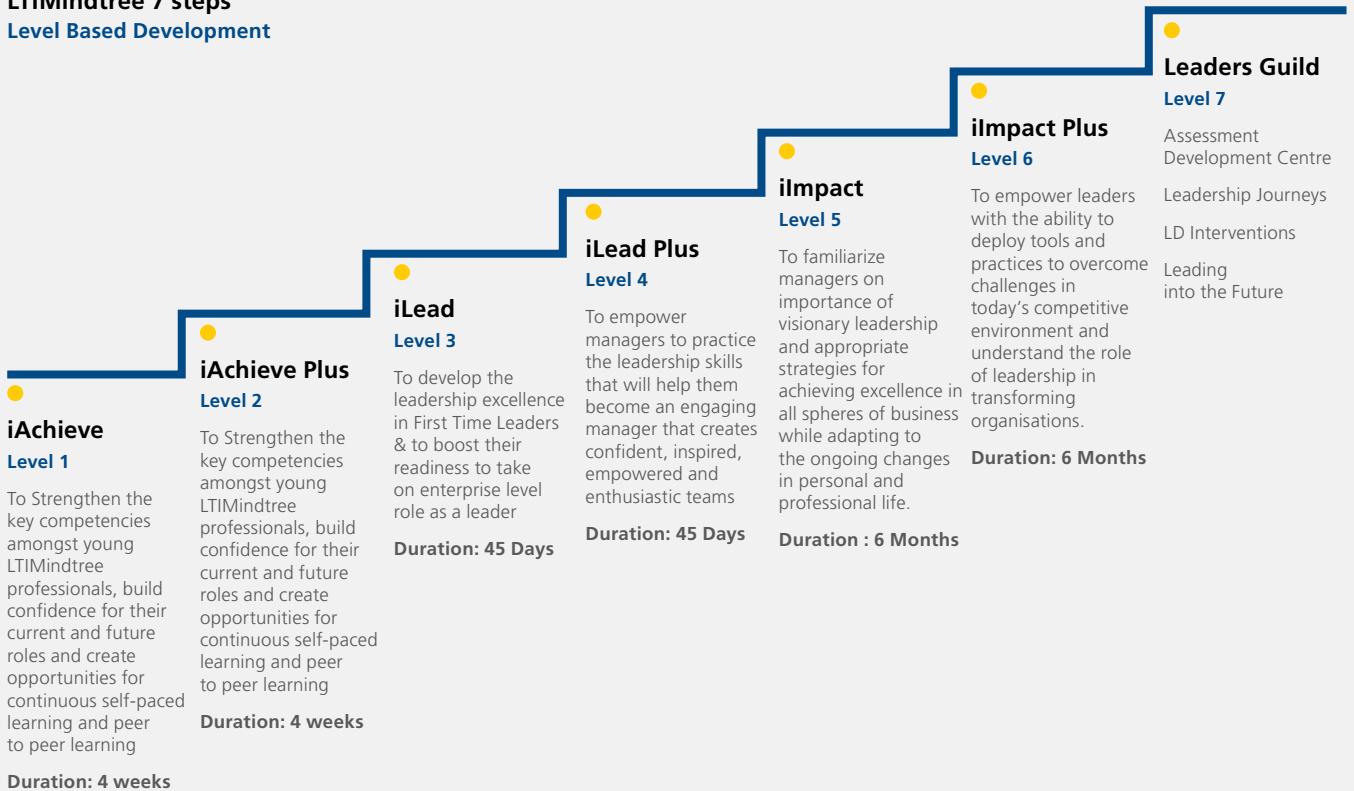 LTIMindtree 7 steps
Level Based Development
iAchieve
Level 1
To Strengthen the
key competencies
amongst young
LTIMindtree
professionals, build
confidence for their
current and future
roles and create
opportunities for
continuous self-paced
learning and peer
to peer learning
Duration: 4 weeks
iAchieve Plus
Level 2
To Strengthen the
key competencies
amongst young
LTIMindtree
professionals, build
confidence for their
current and future
roles and create
opportunities for
continuous self-paced
learning and peer
to peer learning
Duration: 4 weeks
iLead
Level 3
To develop the
leadership excellence
in First Time Leaders
& to boost their
readiness to take
on enterprise level
role as a leader
Duration: 45 Days
iLead Plus
Level 4
To empower
managers to practice
the leadership skills
that will help them
become an engaging
manager that creates
confident, inspired,
empowered and
enthusiastic teams
Duration: 45 Days
iImpact
Level 5
To familiarize
managers on
importance of
visionary leadership
and appropriate
strategies for
achieving excellence in
all spheres of business
while adapting to
the ongoing changes
in personal and
professional life.
Duration : 6 Months
iImpact Plus
Level 6
To empower leaders
with the ability to
deploy tools and
practices to overcome
challenges in
today's competitive
environment and
understand the role
of leadership in
transforming
organisations.
Duration: 6 Months
Leaders Guild
Level 7
Assessment
Development Centre
Leadership Journeys
LD Interventions
Leading
into the Future